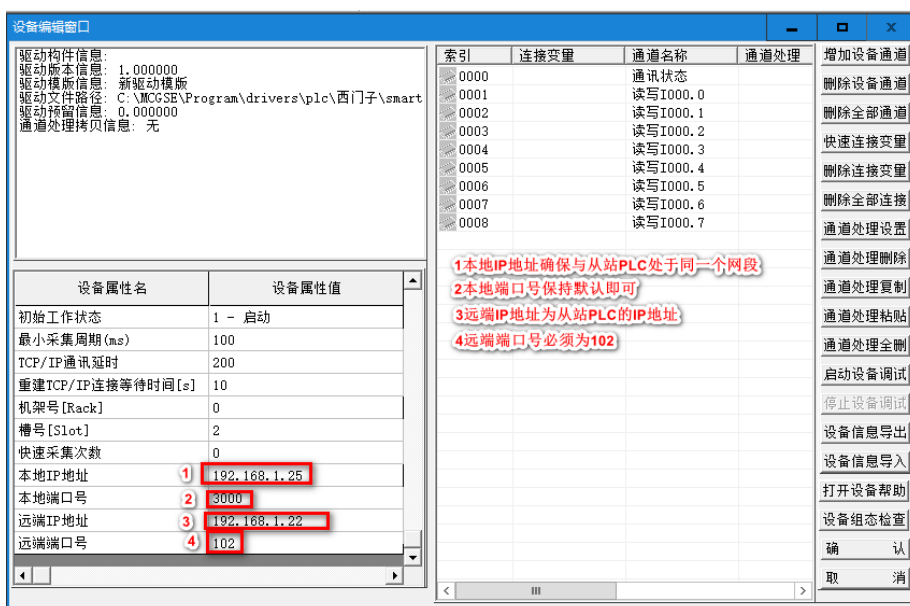 设备编辑窗口
驱动构件信息:
驱动版本信息: 1.000000
驱动模版信息: 新驱动模版
驱动文件路径: C:\MCGSE\Program\drivers\plc\西门子\smart
驱动预留信息: 0.000000
通道处理拷贝信息: 无
索引 连接变量 通道名称 通道处理
0000 通讯状态
0001 读写I000.0
0002 读写I000.1
0003 读写I000.2
0004 读写I000.3
0005 读写I000.4
0006 读写I000.5
0007 读写I000.6
0008 读写I000.7
1本地IP地址确保与从站PLC处于同一个网段
2本地端口号保持默认即可
3远端IP地址为从站PLC的IP地址
4远端端口号必须为102
设备属性名 设备属性值
初始工作状态 1 - 启动
最小采集周期(ms) 100
TCP/IP通讯延时 200
重建TCP/IP连接等待时间[s] 10
机架号[Rack] 0
槽号[Slot] 2
快速采集次数 0
本地IP地址 1 192.168.1.25
本地端口号 2 3000
远端IP地址 3 192.168.1.22
远端端口号 4 102
增加设备通道
删除设备通道
删除全部通道
快速连接变量
删除连接变量
删除全部连接
通道处理设置
通道处理删除
通道处理复制
通道处理粘贴
通道处理全删
启动设备调试
停止设备调试
设备信息导出
设备信息导入
打开设备帮助
设备组态检查
确 认
取 消